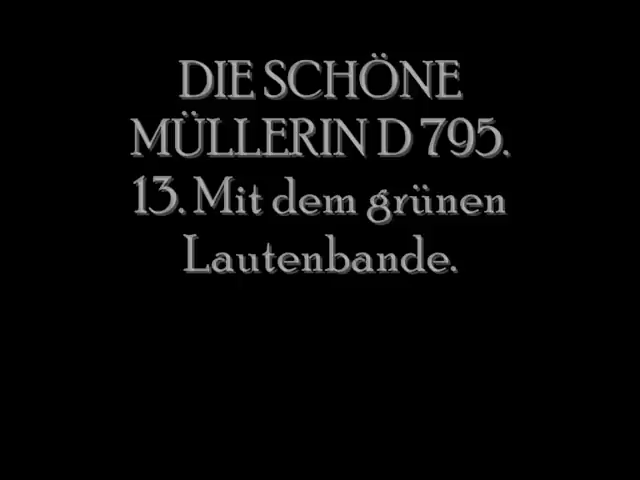 DIE SCHÖNE
MÜLLERIN D 795.
13. Mit dem grünen
Lautenbande.